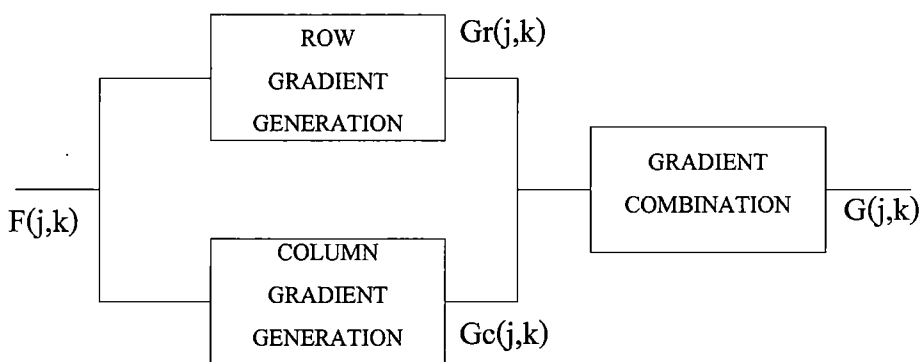 ROW
GRADIENT
GENERATION
Gr(j,k)
F(j,k)
COLUMN
GRADIENT
GENERATION
Gc(j,k)
GRADIENT
COMBINATION
G(j,k)